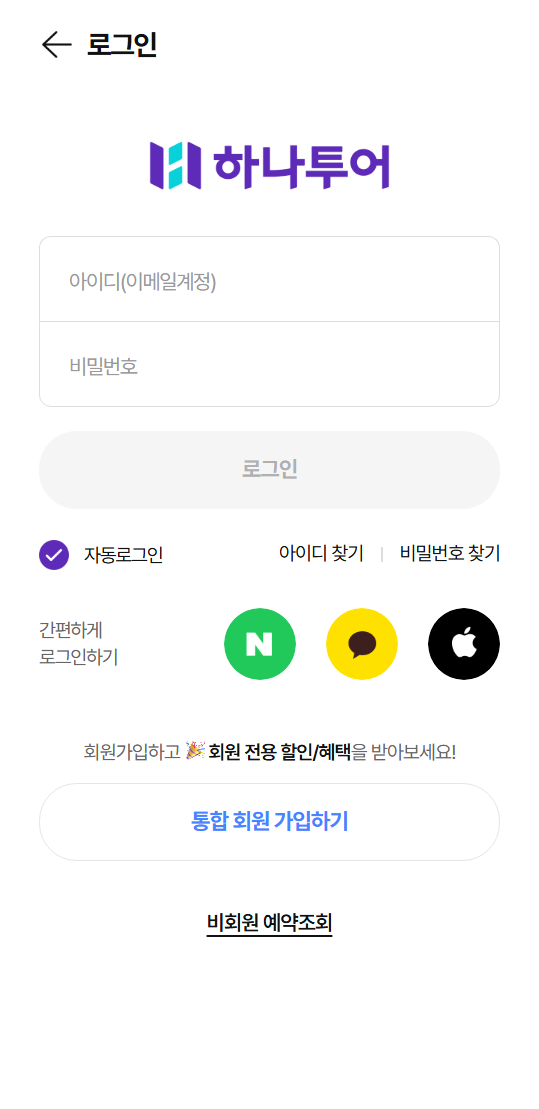 로그인
하나투어
아이디(이메일계정)
비밀번호
로그인
자동로그인
아이디 찾기 | 비밀번호 찾기
간편하게
로그인하기
N
회원가입하고 🎉 회원 전용 할인/혜택을 받아보세요!
통합 회원 가입하기
비회원 예약조회